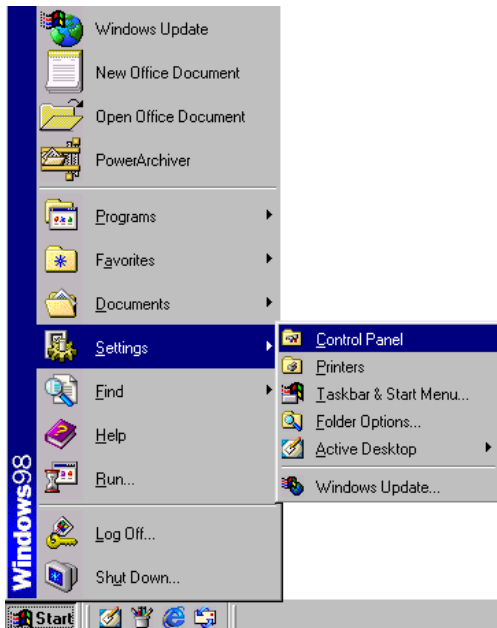 Windows Update
New Office Document
Open Office Document
PowerArchiver
Programs
Favorites
Documents
Settings
Find
Help
Run...
Log Off...
Shut Down...
Control Panel
Printers
Taskbar & Start Menu...
Folder Options...
Active Desktop
Windows Update...
Windows98
Start